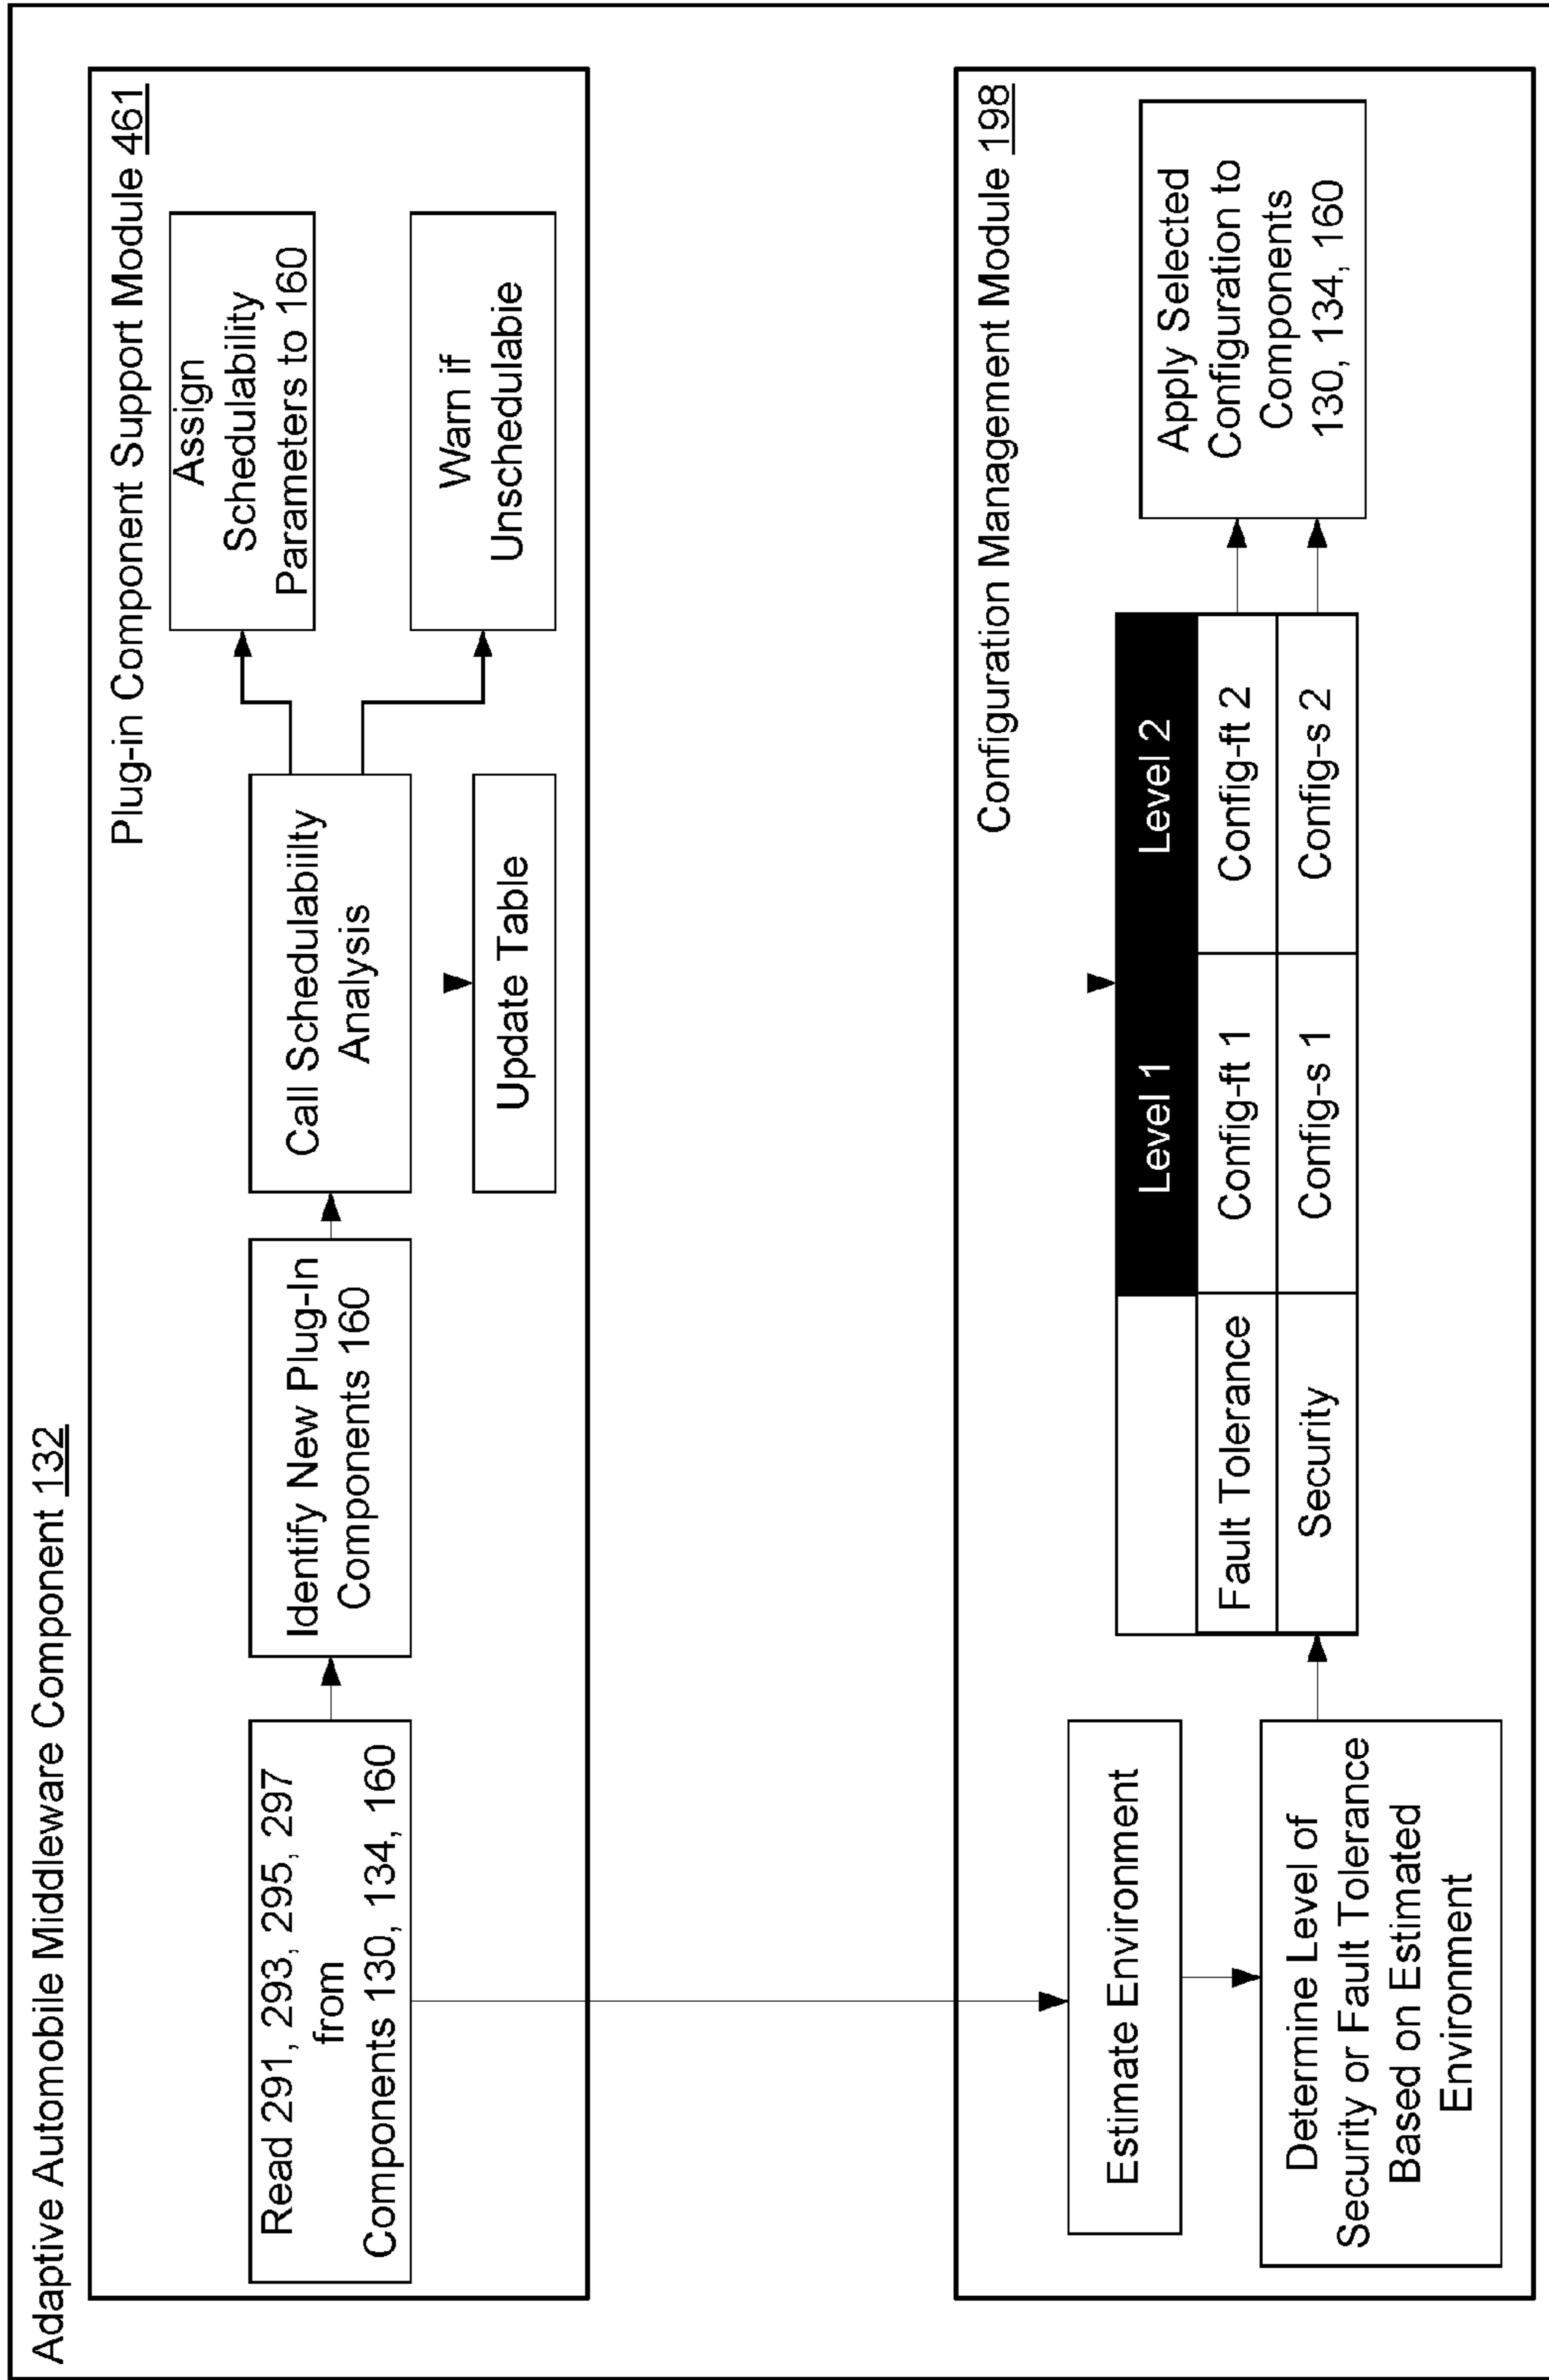 Adaptive Automobile Middleware Component 132
Plug-in Component Support Module 461
Read 291, 293, 295, 297
from
Components 130, 134, 160
Identify New Plug-In
Components 160
Call Schedulabiilty
Analysis
Update Table
Assign
Schedulability
Parameters to 160
Warn if
Unschedulabie
Configuration Management Module 198
Estimate Environment
Determine Level of
Security or Fault Tolerance
Based on Estimated
Environment
Level 1 Level 2
Fault Tolerance Config-ft 1 Config-ft 2
Security Config-s 1 Config-s 2
Apply Selected
Configuration to
Components
130, 134, 160